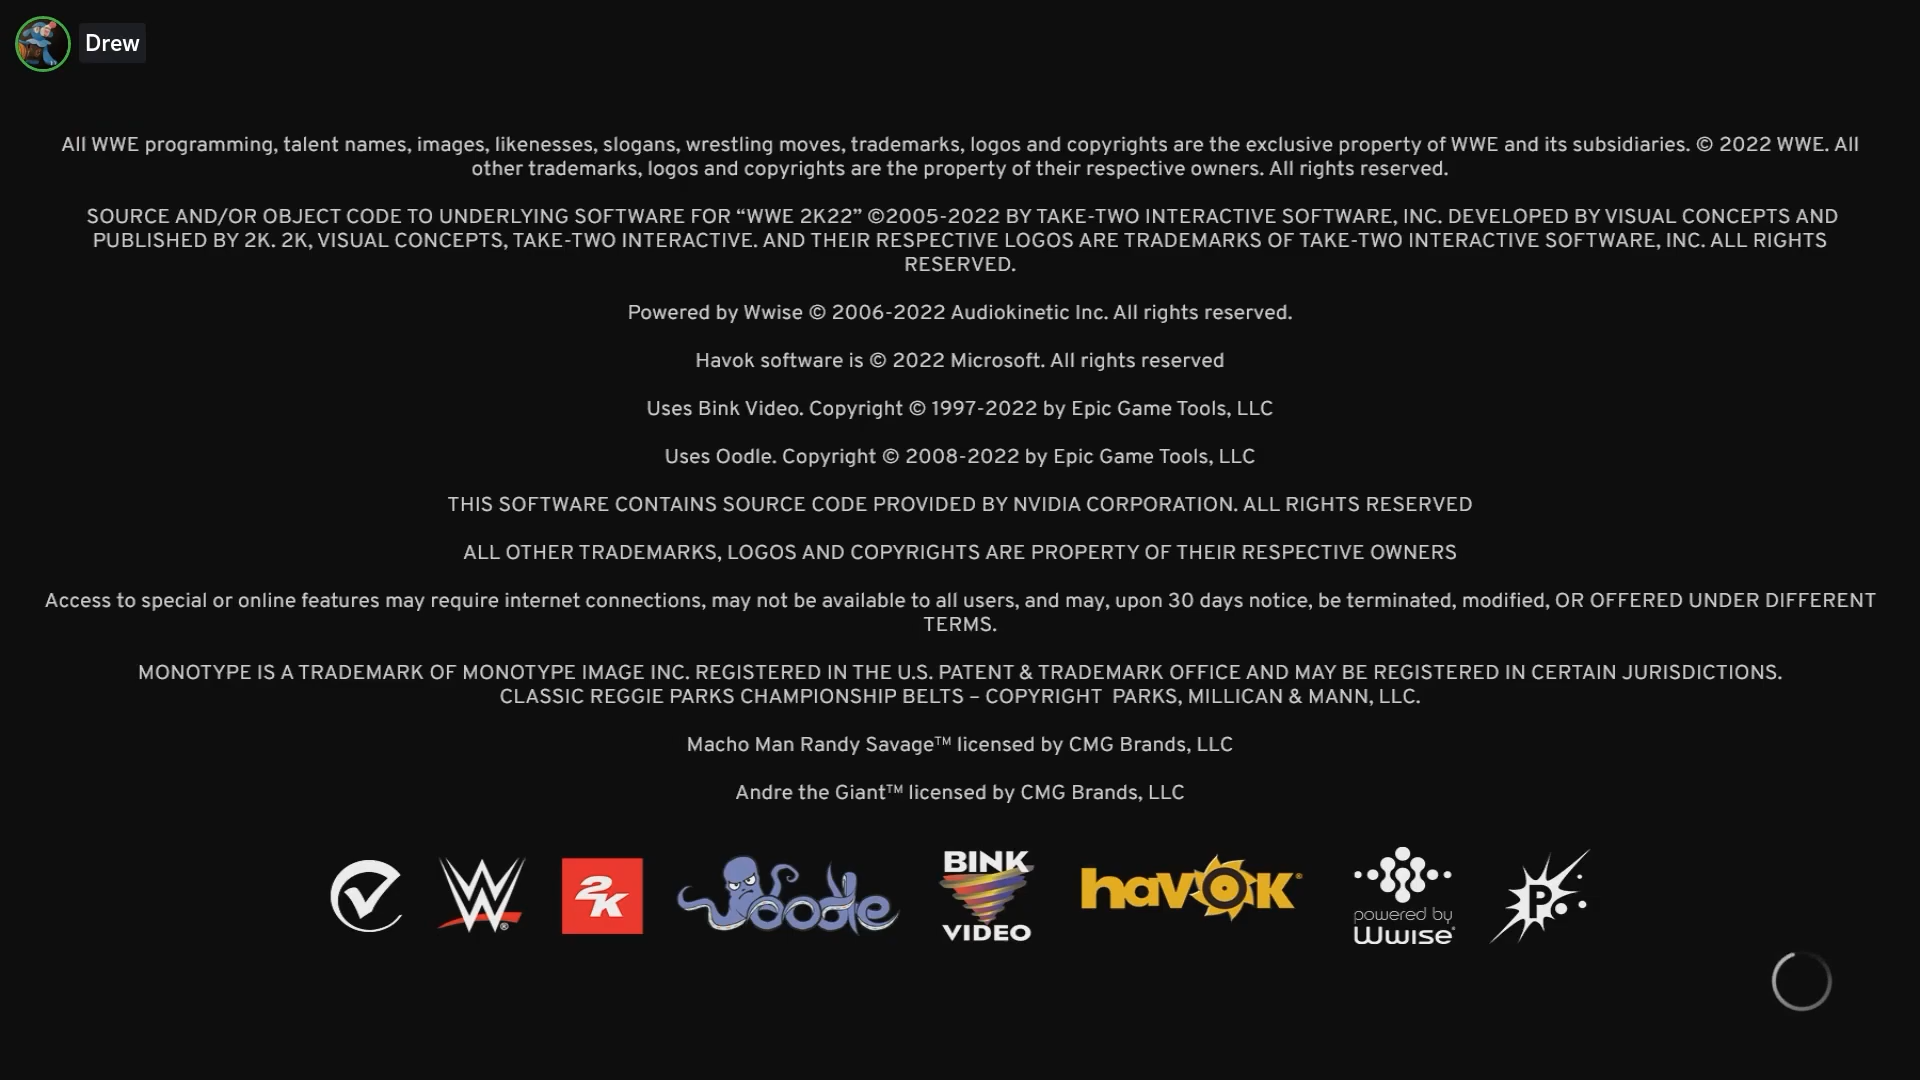 Drew
All WWE programming, talent names, images, likenesses, slogans, wrestling moves, trademarks, logos and copyrights are the exclusive property of WWE and its subsidiaries. © 2022 WWE. All
other trademarks, logos and copyrights are the property of their respective owners. All rights reserved.
SOURCE AND/OR OBJECT CODE TO UNDERLYING SOFTWARE FOR “WWE 2K22” ©2005-2022 BY TAKE-TWO INTERACTIVE SOFTWARE, INC. DEVELOPED BY VISUAL CONCEPTS AND
PUBLISHED BY 2K. 2K, VISUAL CONCEPTS, TAKE-TWO INTERACTIVE. AND THEIR RESPECTIVE LOGOS ARE TRADEMARKS OF TAKE-TWO INTERACTIVE SOFTWARE, INC. ALL RIGHTS
RESERVED.
Powered by Wwise © 2006-2022 Audiokinetic Inc. All rights reserved.
Havok software is © 2022 Microsoft. All rights reserved
Uses Bink Video. Copyright © 1997-2022 by Epic Game Tools, LLC
Uses Oodle. Copyright © 2008-2022 by Epic Game Tools, LLC
THIS SOFTWARE CONTAINS SOURCE CODE PROVIDED BY NVIDIA CORPORATION. ALL RIGHTS RESERVED
ALL OTHER TRADEMARKS, LOGOS AND COPYRIGHTS ARE PROPERTY OF THEIR RESPECTIVE OWNERS
Access to special or online features may require internet connections, may not be available to all users, and may, upon 30 days notice, be terminated, modified, OR OFFERED UNDER DIFFERENT
TERMS.
MONOTYPE IS A TRADEMARK OF MONOTYPE IMAGE INC. REGISTERED IN THE U.S. PATENT & TRADEMARK OFFICE AND MAY BE REGISTERED IN CERTAIN JURISDICTIONS.
CLASSIC REGGIE PARKS CHAMPIONSHIP BELTS – COPYRIGHT  PARKS, MILLICAN & MANN, LLC.
Macho Man Randy Savage™ licensed by CMG Brands, LLC
Andre the Giant™ licensed by CMG Brands, LLC
W® 2K oodle BINK VIDEO havok® powered by Wwise® P